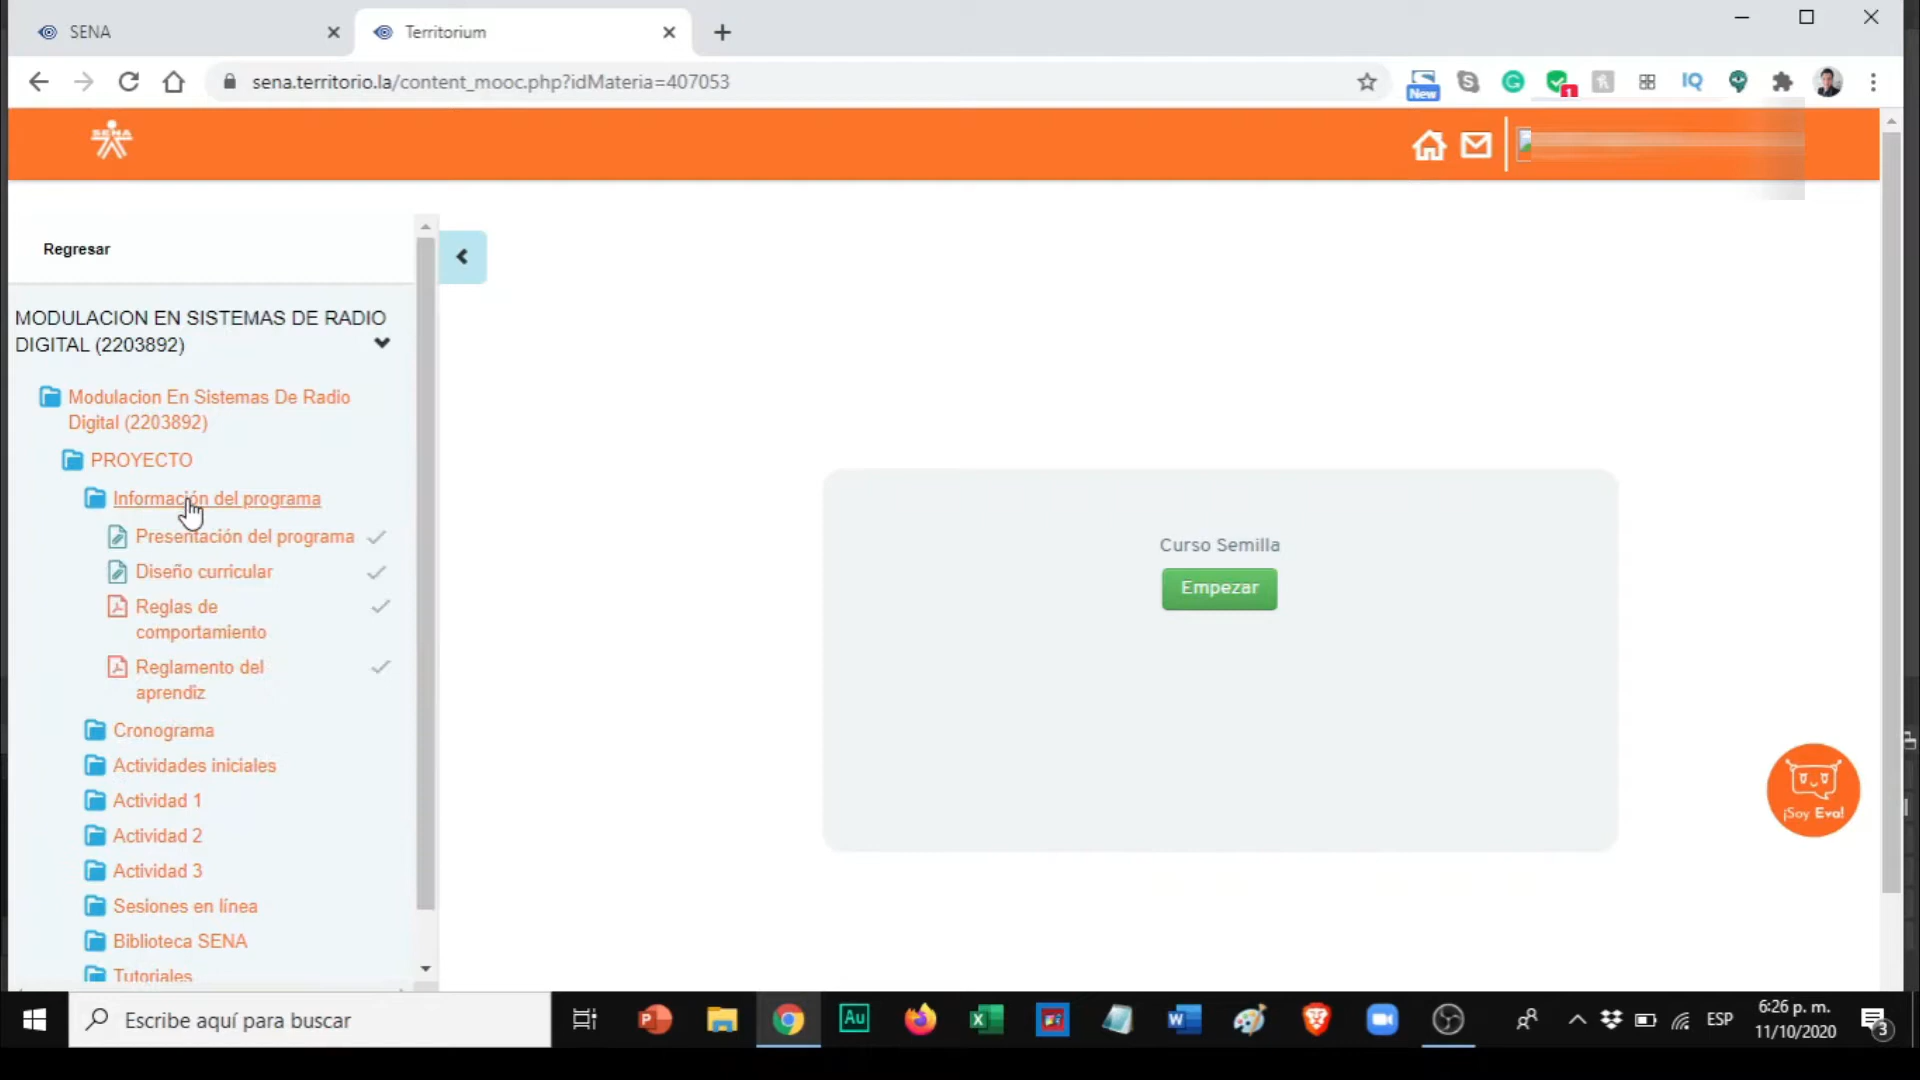 SENA
Territorium
sena.territorio.la/content_mooc.php?idMateria=407053
New
1
IQ
SENA
Regresar
MODULACION EN SISTEMAS DE RADIO
DIGITAL (2203892)
Modulacion En Sistemas De Radio
Digital (2203892)
PROYECTO
Información del programa
Presentación del programa
Diseño curricular
Reglas de
comportamiento
Reglamento del
aprendiz
Cronograma
Actividades iniciales
Actividad 1
Actividad 2
Actividad 3
Sesiones en línea
Biblioteca SENA
Tutoriales
Curso Semilla
Empezar
¡Soy Eva!
Escribe aquí para buscar
Au
ESP
6:26 p. m.
11/10/2020
3